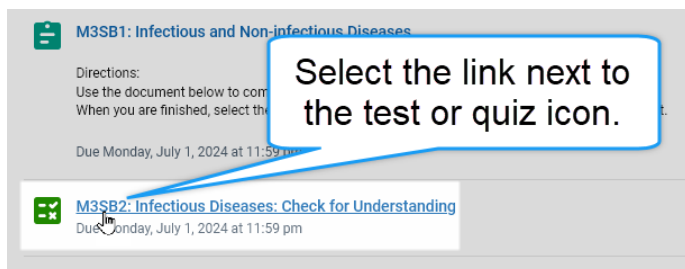 M3SB1: Infectious and Non-infectious Diseases
Directions:
Use the document below to com
When you are finished, select the t.
Due Monday, July 1, 2024 at 11:59 pm
Select the link next to
the test or quiz icon.
M3SB2: Infectious Diseases: Check for Understanding
Due Monday, July 1, 2024 at 11:59 pm